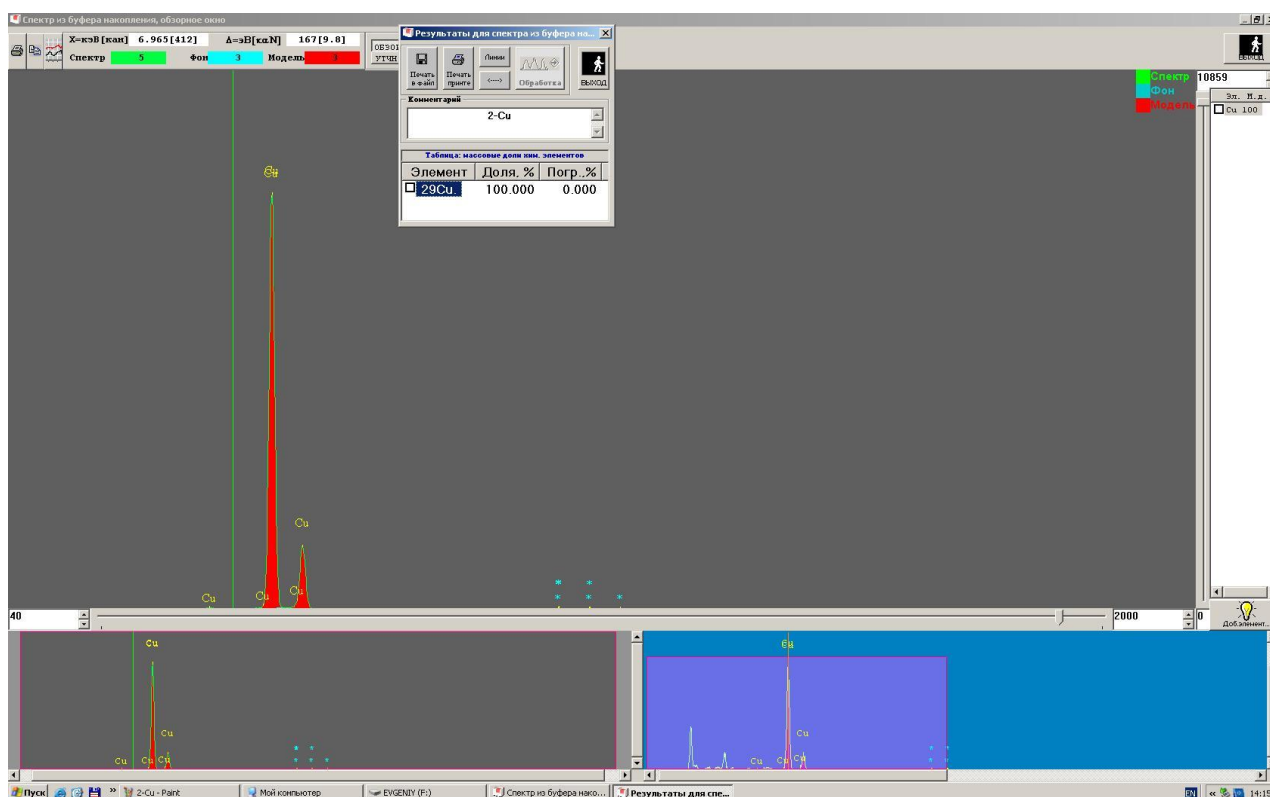 Спектр из буфера накопления, обзорное окно
X=кэВ[кан] 6.965[412] Δ=эВ[кαN] 167[9.8]
Спектр 5 Фон 3 Модель 3
Результаты для спектра из буфера на...
Линии
<---->
Печать в файл
Печать принте
Обработка
ВЫХОД
Комментарий
2-Cu
Таблица: массовые доли хим. элементов
Элемент Доля, % Погр.,%
29Cu. 100.000 0.000
ВЫХОД
Спектр 10859
Фон
Модель
Эл. М.д.
Cu 100
Cu
Cu
Cu
Cu Cu
* *
* * *
40
2000
0
Доб.элемент..
Cu
Cu
Cu Cu Cu
* *
* * *
Cu
Cu Cu Cu
* *
* *
Пуск
»
2-Cu - Paint
Мой компьютер
EVGENIY (F:)
Спектр из буфера нако...
Результаты для спе...
EN
«
14:15